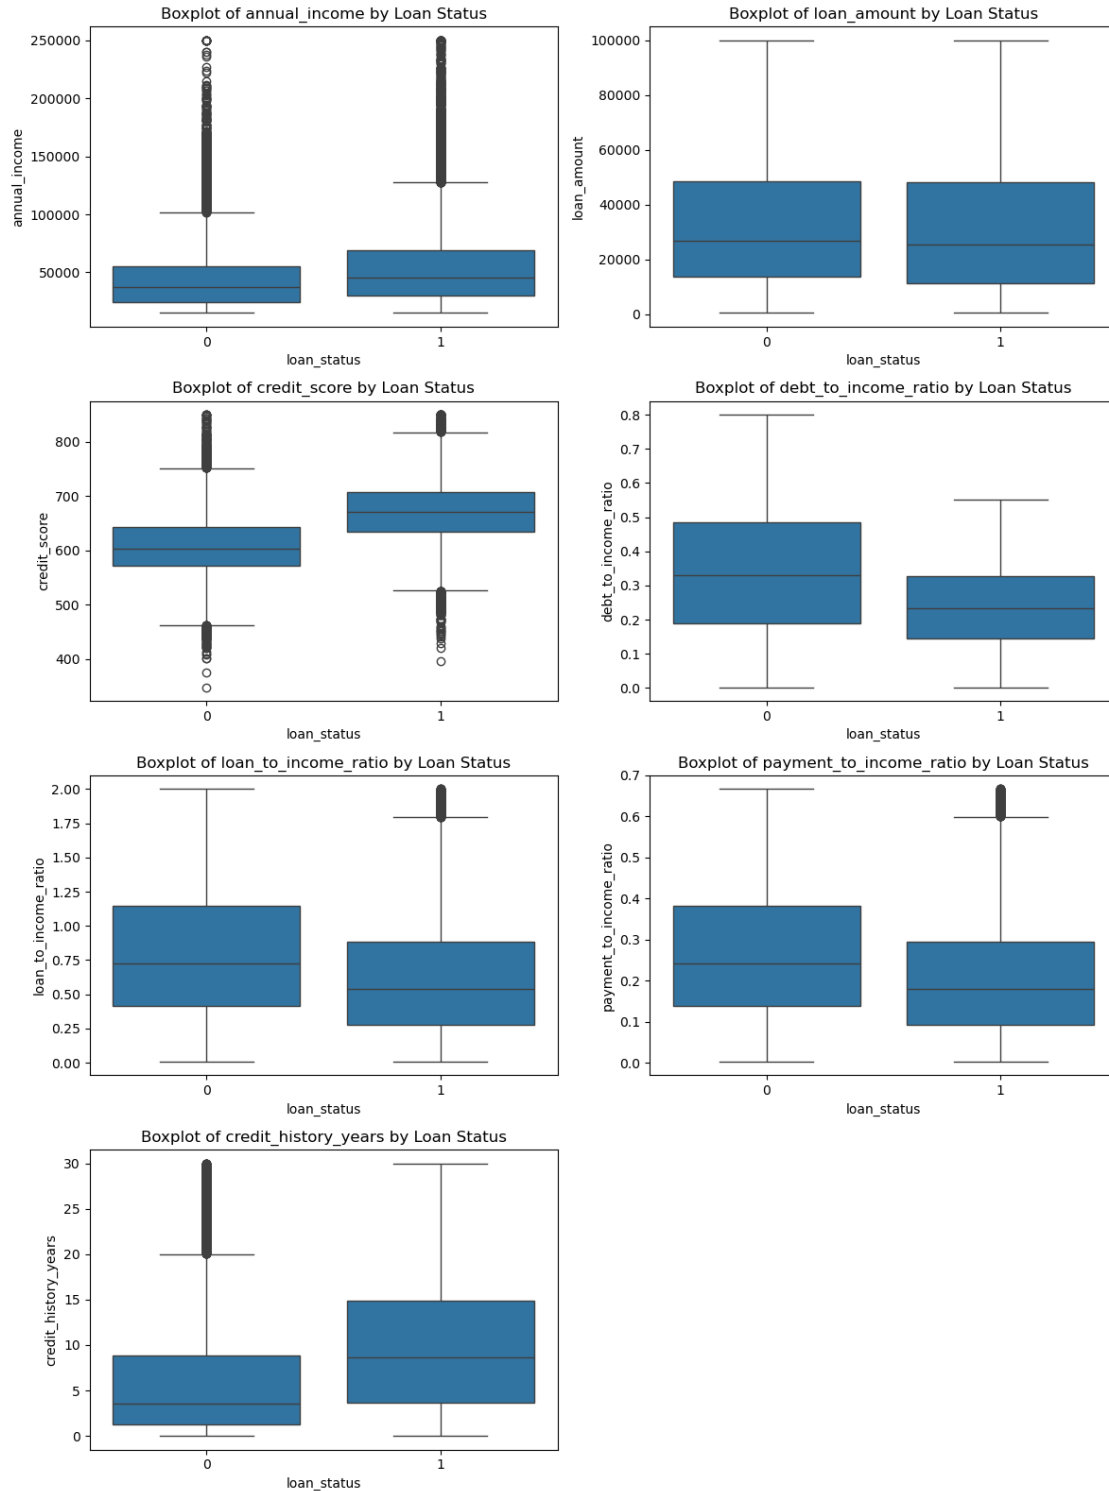 Boxplot of annual_income by Loan Status
250000
200000
150000
100000
50000
annual_income
0 1
loan_status
Boxplot of loan_amount by Loan Status
100000
80000
60000
40000
20000
0
loan_amount
0 1
loan_status
Boxplot of credit_score by Loan Status
800
700
600
500
400
credit_score
0 1
loan_status
Boxplot of debt_to_income_ratio by Loan Status
0.8
0.7
0.6
0.5
0.4
0.3
0.2
0.1
0.0
debt_to_income_ratio
0 1
loan_status
Boxplot of loan_to_income_ratio by Loan Status
2.00
1.75
1.50
1.25
1.00
0.75
0.50
0.25
0.00
loan_to_income_ratio
0 1
loan_status
Boxplot of payment_to_income_ratio by Loan Status
0.7
0.6
0.5
0.4
0.3
0.2
0.1
0.0
payment_to_income_ratio
0 1
loan_status
Boxplot of credit_history_years by Loan Status
30
25
20
15
10
5
0
credit_history_years
0 1
loan_status